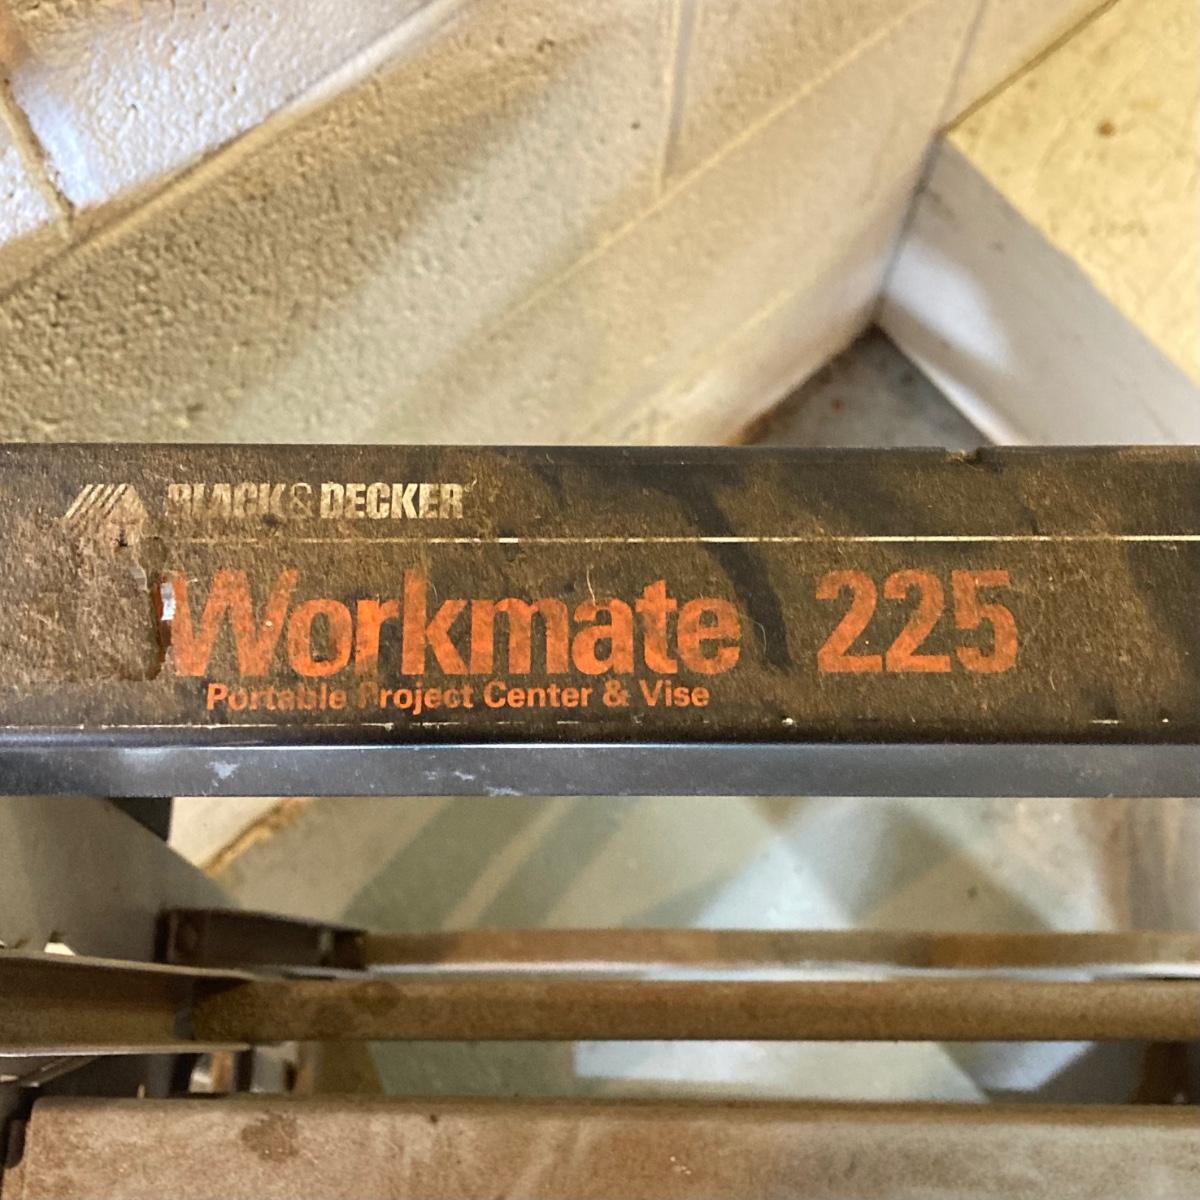 BLACK & DECKER
Workmate 225
Portable Project Center & Vise